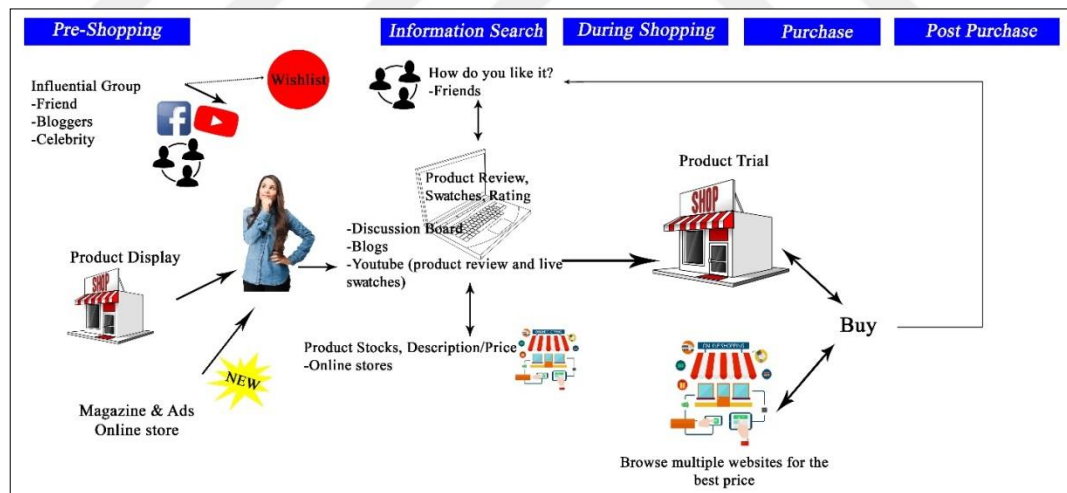 Pre-Shopping
Information Search
During Shopping
Purchase
Post Purchase
Influential Group
-Friend
-Bloggers
-Celebrity
Wishlist
How do you like it?
-Friends
Product Trial
SHOP
Product Review,
Swatches, Rating
-Discussion Board
-Blogs
-Youtube (product review and live
swatches)
Product Display
SHOP
Buy
Product Stocks, Description/Price
-Online stores
NEW
Magazine & Ads
Online store
ONLINE SHOPPING
Browse multiple websites for the
best price